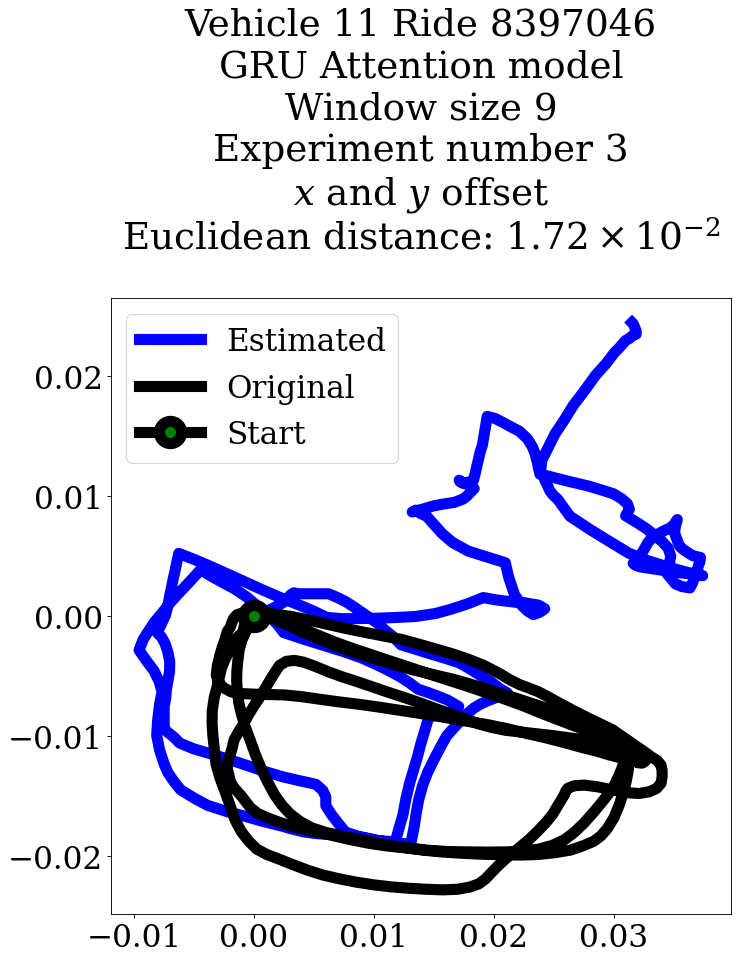 Vehicle 11 Ride 8397046
GRU Attention model
Window size 9
Experiment number 3
x and y offset
Euclidean distance: 1.72 × 10⁻²
Estimated
Original
Start
0.02
0.01
0.00
−0.01
−0.02
−0.01 0.00 0.01 0.02 0.03